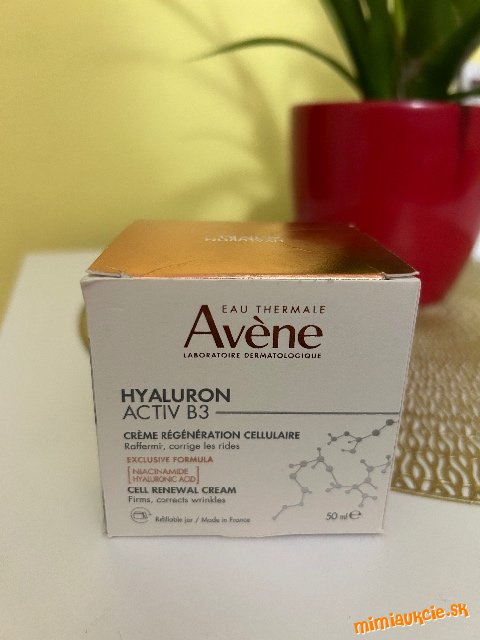 EAU THERMALE
Avène
LABORATOIRE DERMATOLOGIQUE
HYALURON
ACTIV B3
CRÈME RÉGÉNÉRATION CELLULAIRE
Raffermit, corrige les rides
EXCLUSIVE FORMULA
[NIACINAMIDE
HYALURONIC ACID]
CELL RENEWAL CREAM
Firms, corrects wrinkles
Refillable jar / Made in France
50 ml e
mimiaukcie.sk